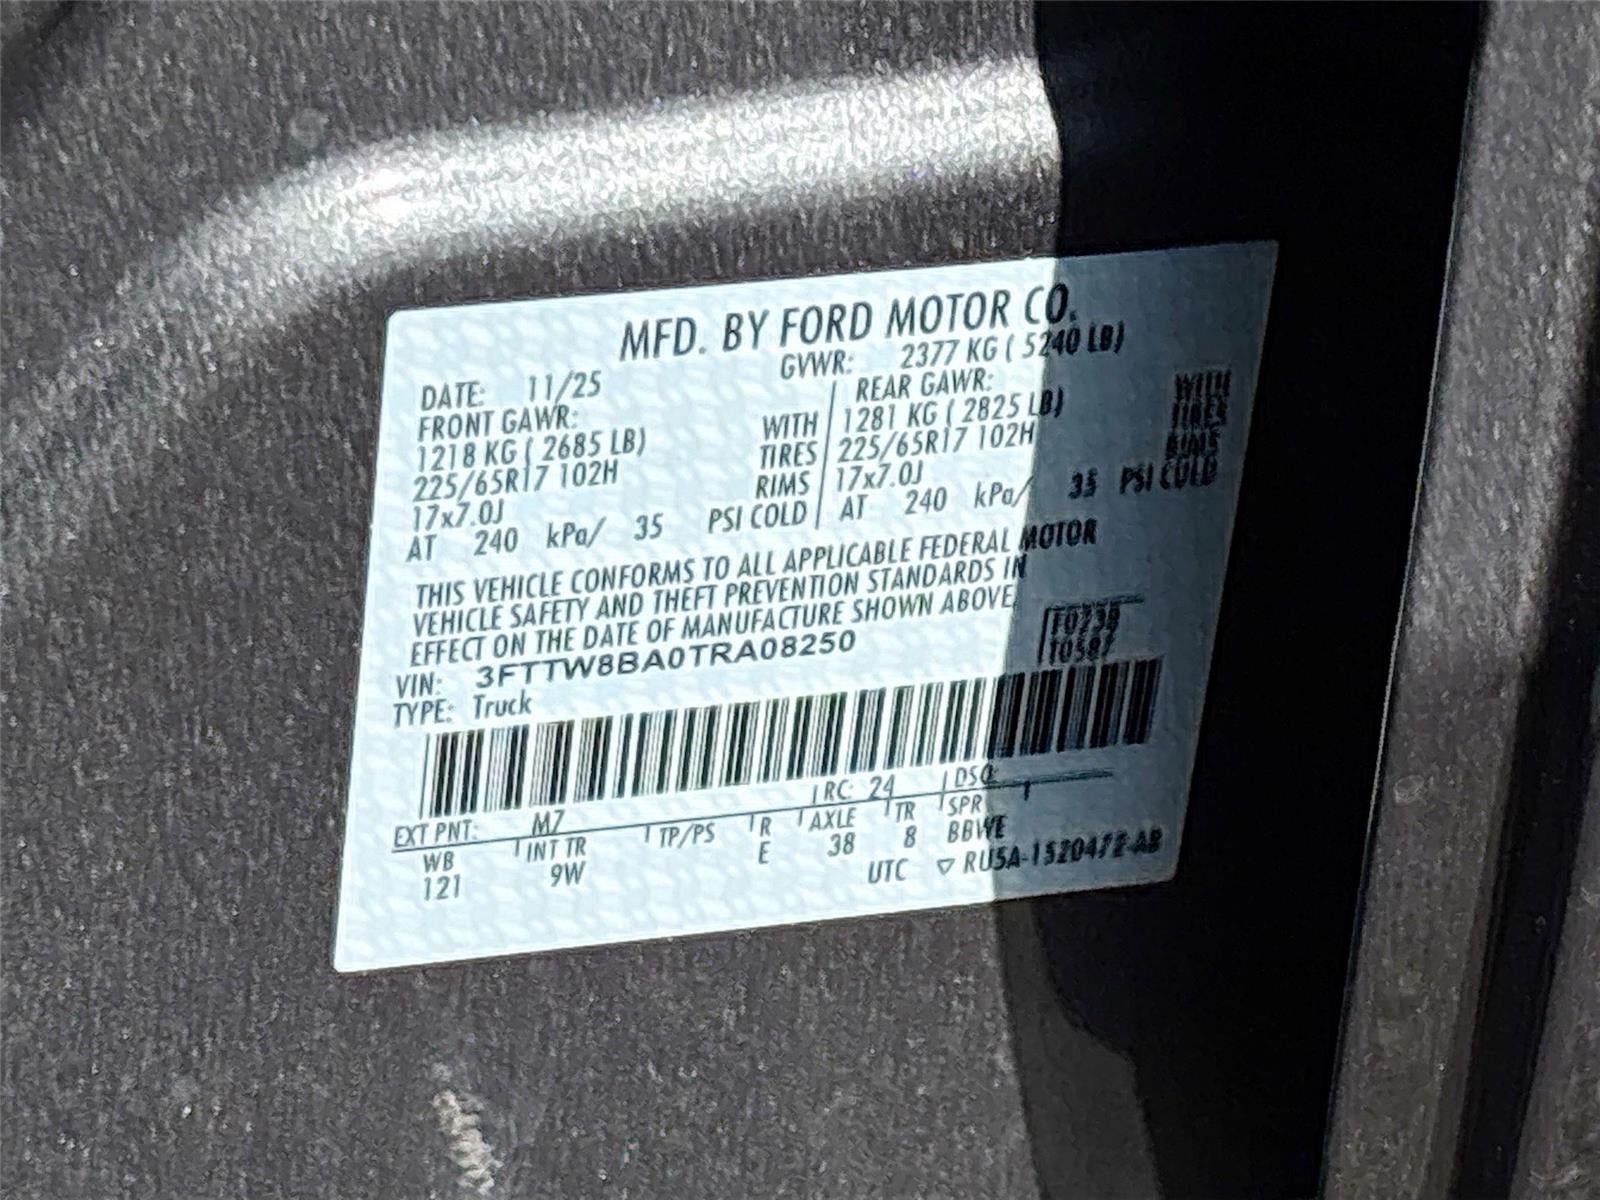 MFD. BY FORD MOTOR CO.
DATE: 11/25 GVWR: 2377 KG ( 5240 LB)
FRONT GAWR: REAR GAWR:
1218 KG ( 2685 LB) WITH 1281 KG ( 2825 LB) WITH
225/65R17 102H TIRES 225/65R17 102H TIRES
17x7.0J RIMS 17x7.0J RIMS
AT 240 kPa/ 35 PSI COLD AT 240 kPa/ 35 PSI COLD
THIS VEHICLE CONFORMS TO ALL APPLICABLE FEDERAL MOTOR
VEHICLE SAFETY AND THEFT PREVENTION STANDARDS IN
EFFECT ON THE DATE OF MANUFACTURE SHOWN ABOVE.
VIN: 3FTTW8BA0TRA08250
TYPE: Truck
T0587
EXT PNT: M7 RC: 24 DSO:
WB INT TR TP/PS R AXLE TR SPR
121 9W E 38 8 BBWE
UTC ▽ RU5A-1520472-AB